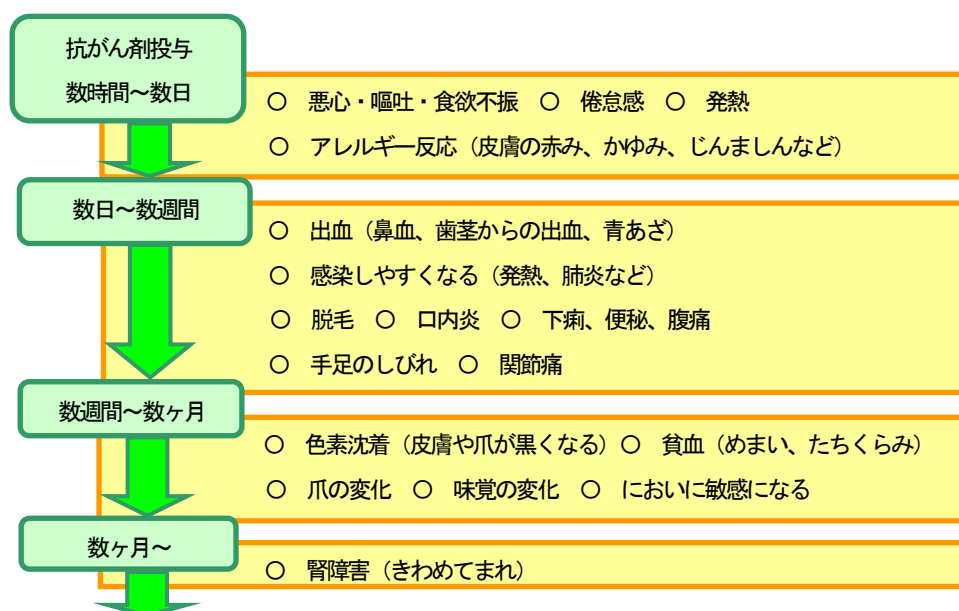 抗がん剤投与
数時間～数日
○ 悪心・嘔吐・食欲不振 ○ 倦怠感 ○ 発熱
○ アレルギー反応（皮膚の赤み、かゆみ、じんましんなど）
数日～数週間
○ 出血（鼻血、歯茎からの出血、青あざ）
○ 感染しやすくなる（発熱、肺炎など）
○ 脱毛 ○ 口内炎 ○ 下痢、便秘、腹痛
○ 手足のしびれ ○ 関節痛
数週間～数ヶ月
○ 色素沈着（皮膚や爪が黒くなる）○ 貧血（めまい、たちくらみ）
○ 爪の変化 ○ 味覚の変化 ○ においに敏感になる
数ヶ月～
○ 腎障害（きわめてまれ）